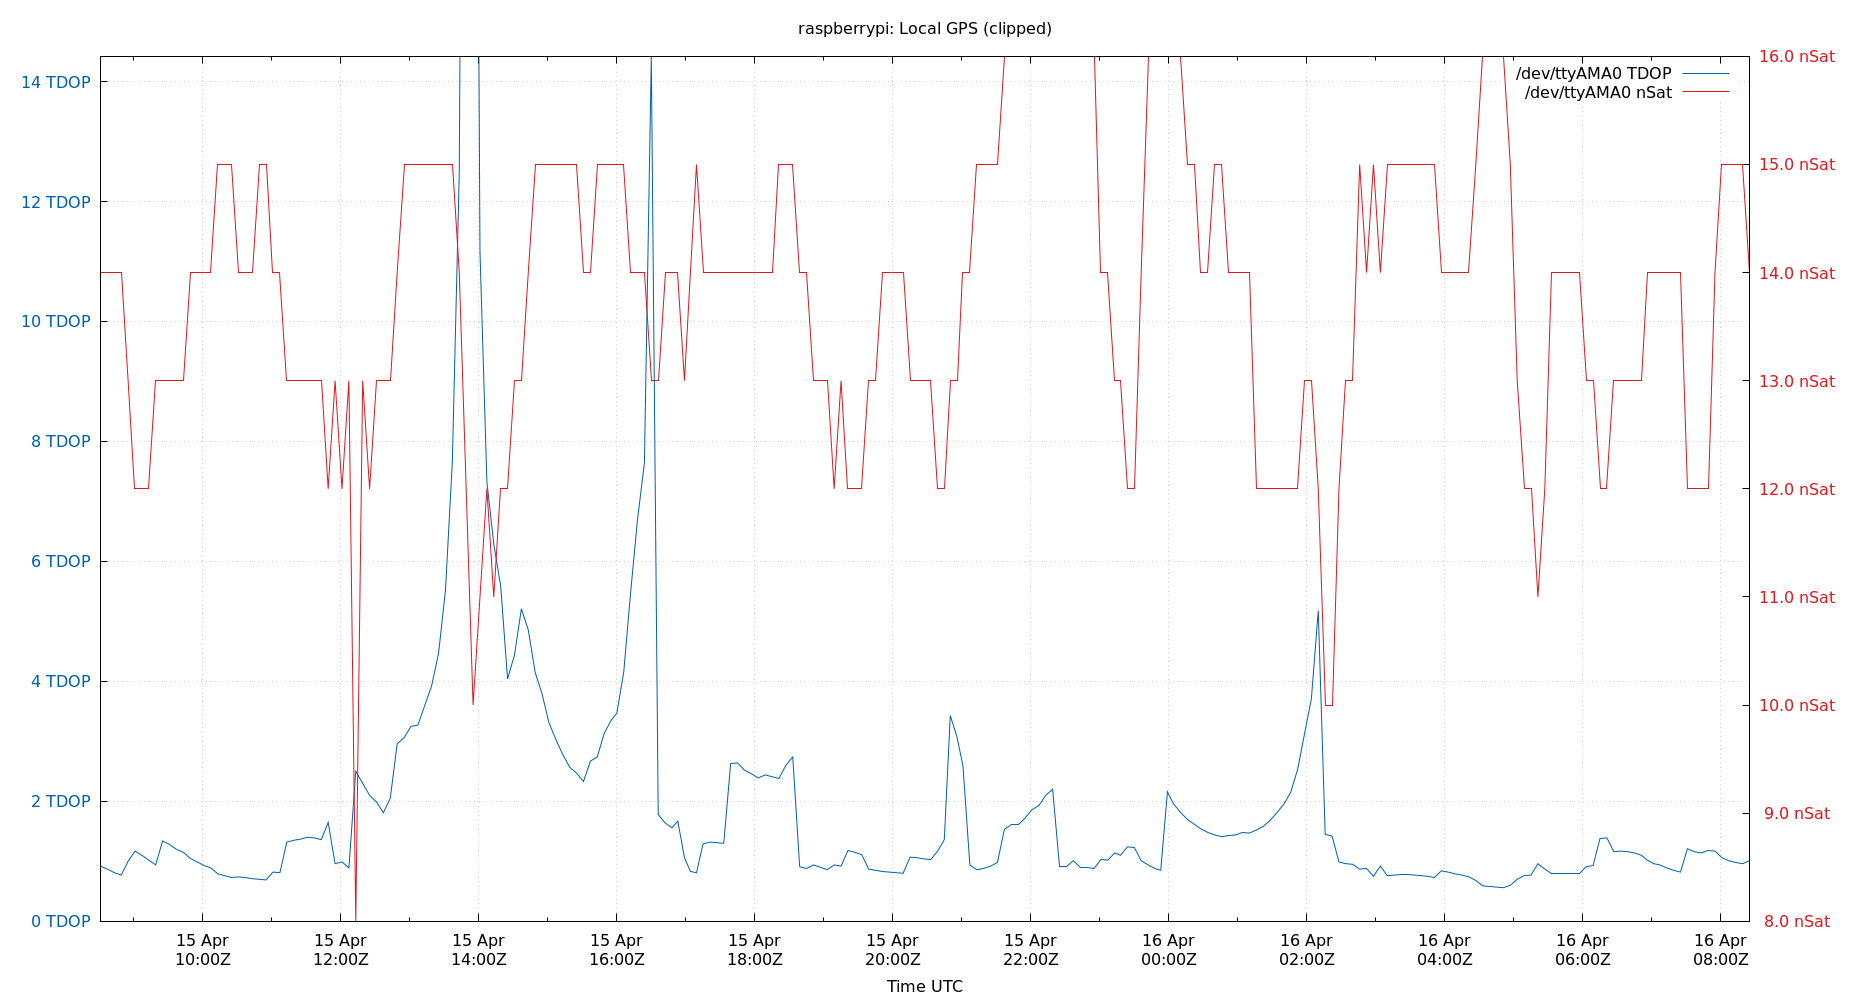 raspberrypi: Local GPS (clipped)
/dev/ttyAMA0 TDOP
/dev/ttyAMA0 nSat
14 TDOP
12 TDOP
10 TDOP
8 TDOP
6 TDOP
4 TDOP
2 TDOP
0 TDOP
16.0 nSat
15.0 nSat
14.0 nSat
13.0 nSat
12.0 nSat
11.0 nSat
10.0 nSat
9.0 nSat
8.0 nSat
15 Apr
10:00Z
15 Apr
12:00Z
15 Apr
14:00Z
15 Apr
16:00Z
15 Apr
18:00Z
15 Apr
20:00Z
15 Apr
22:00Z
16 Apr
00:00Z
16 Apr
02:00Z
16 Apr
04:00Z
16 Apr
06:00Z
16 Apr
08:00Z
Time UTC